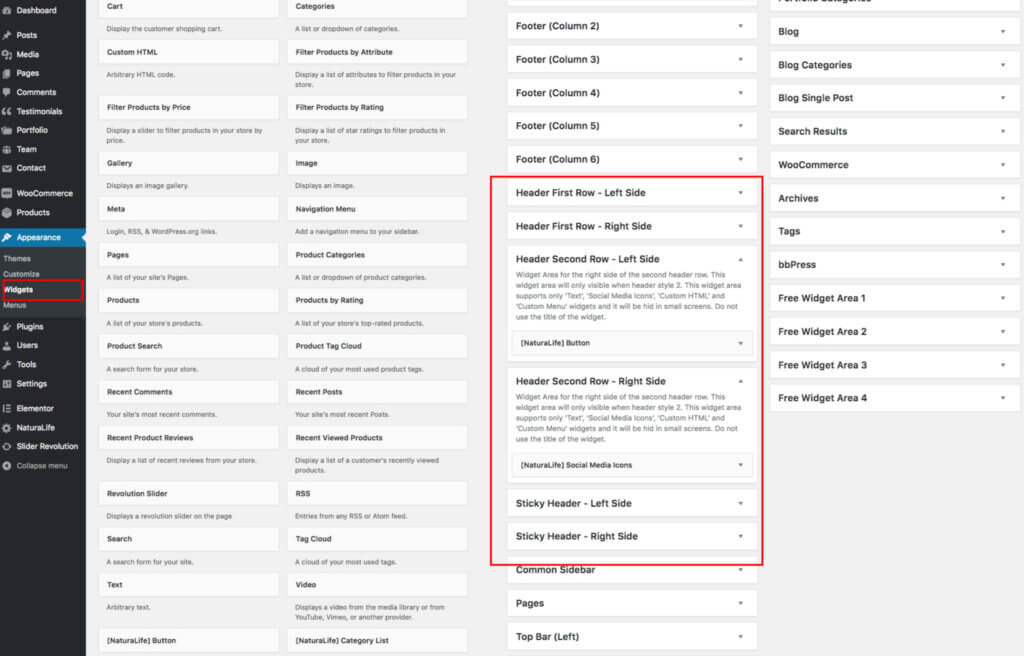 Dashboard
Posts
Media
Pages
Comments
Testimonials
Portfolio
Team
Contact
WooCommerce
Products
Appearance
Themes
Customize
Widgets
Menus
Plugins
Users
Tools
Settings
Elementor
NaturaLife
Slider Revolution
Collapse menu
Cart
Display the customer shopping cart.
Categories
A list or dropdown of categories.
Custom HTML
Arbitrary HTML code.
Filter Products by Attribute
Display a list of attributes to filter products in your
store.
Filter Products by Price
Display a slider to filter products in your store by
price.
Filter Products by Rating
Display a list of star ratings to filter products in
your store.
Gallery
Displays an image gallery.
Image
Displays an image.
Meta
Login, RSS, & WordPress.org links.
Navigation Menu
Add a navigation menu to your sidebar.
Pages
A list of your site's Pages.
Product Categories
A list or dropdown of product categories.
Products
A list of your store's products.
Products by Rating
A list of your store's top-rated products.
Product Search
A search form for your store.
Product Tag Cloud
A cloud of your most used product tags.
Recent Comments
Your site's most recent comments.
Recent Posts
Your site's most recent Posts.
Recent Product Reviews
Display a list of recent reviews from your store.
Recent Viewed Products
Display a list of a customer's recently viewed
products.
Revolution Slider
Displays a revolution slider on the page
RSS
Entries from any RSS or Atom feed.
Search
A search form for your site.
Tag Cloud
A cloud of your most used tags.
Text
Arbitrary text.
Video
Displays a video from the media library or from
YouTube, Vimeo, or another provider.
[NaturaLife] Button
[NaturaLife] Category List
Footer (Column 2)
Footer (Column 3)
Footer (Column 4)
Footer (Column 5)
Footer (Column 6)
Header First Row - Left Side
Header First Row - Right Side
Header Second Row - Left Side
Widget Area for the right side of the second header row. This
widget area will only visible when header style 2. This widget area
supports only 'Text', 'Social Media Icons', 'Custom HTML' and
'Custom Menu' widgets and it will be hid in small screens. Do not
use the title of the widget.
[NaturaLife] Button
Header Second Row - Right Side
Widget Area for the right side of the second header row. This
widget area will only visible when header style 2. This widget area
supports only 'Text', 'Social Media Icons', 'Custom HTML' and
'Custom Menu' widgets and it will be hid in small screens. Do not
use the title of the widget.
[NaturaLife] Social Media Icons
Sticky Header - Left Side
Sticky Header - Right Side
Common Sidebar
Pages
Top Bar (Left)
Portfolio Categories
Blog
Blog Categories
Blog Single Post
Search Results
WooCommerce
Archives
Tags
bbPress
Free Widget Area 1
Free Widget Area 2
Free Widget Area 3
Free Widget Area 4